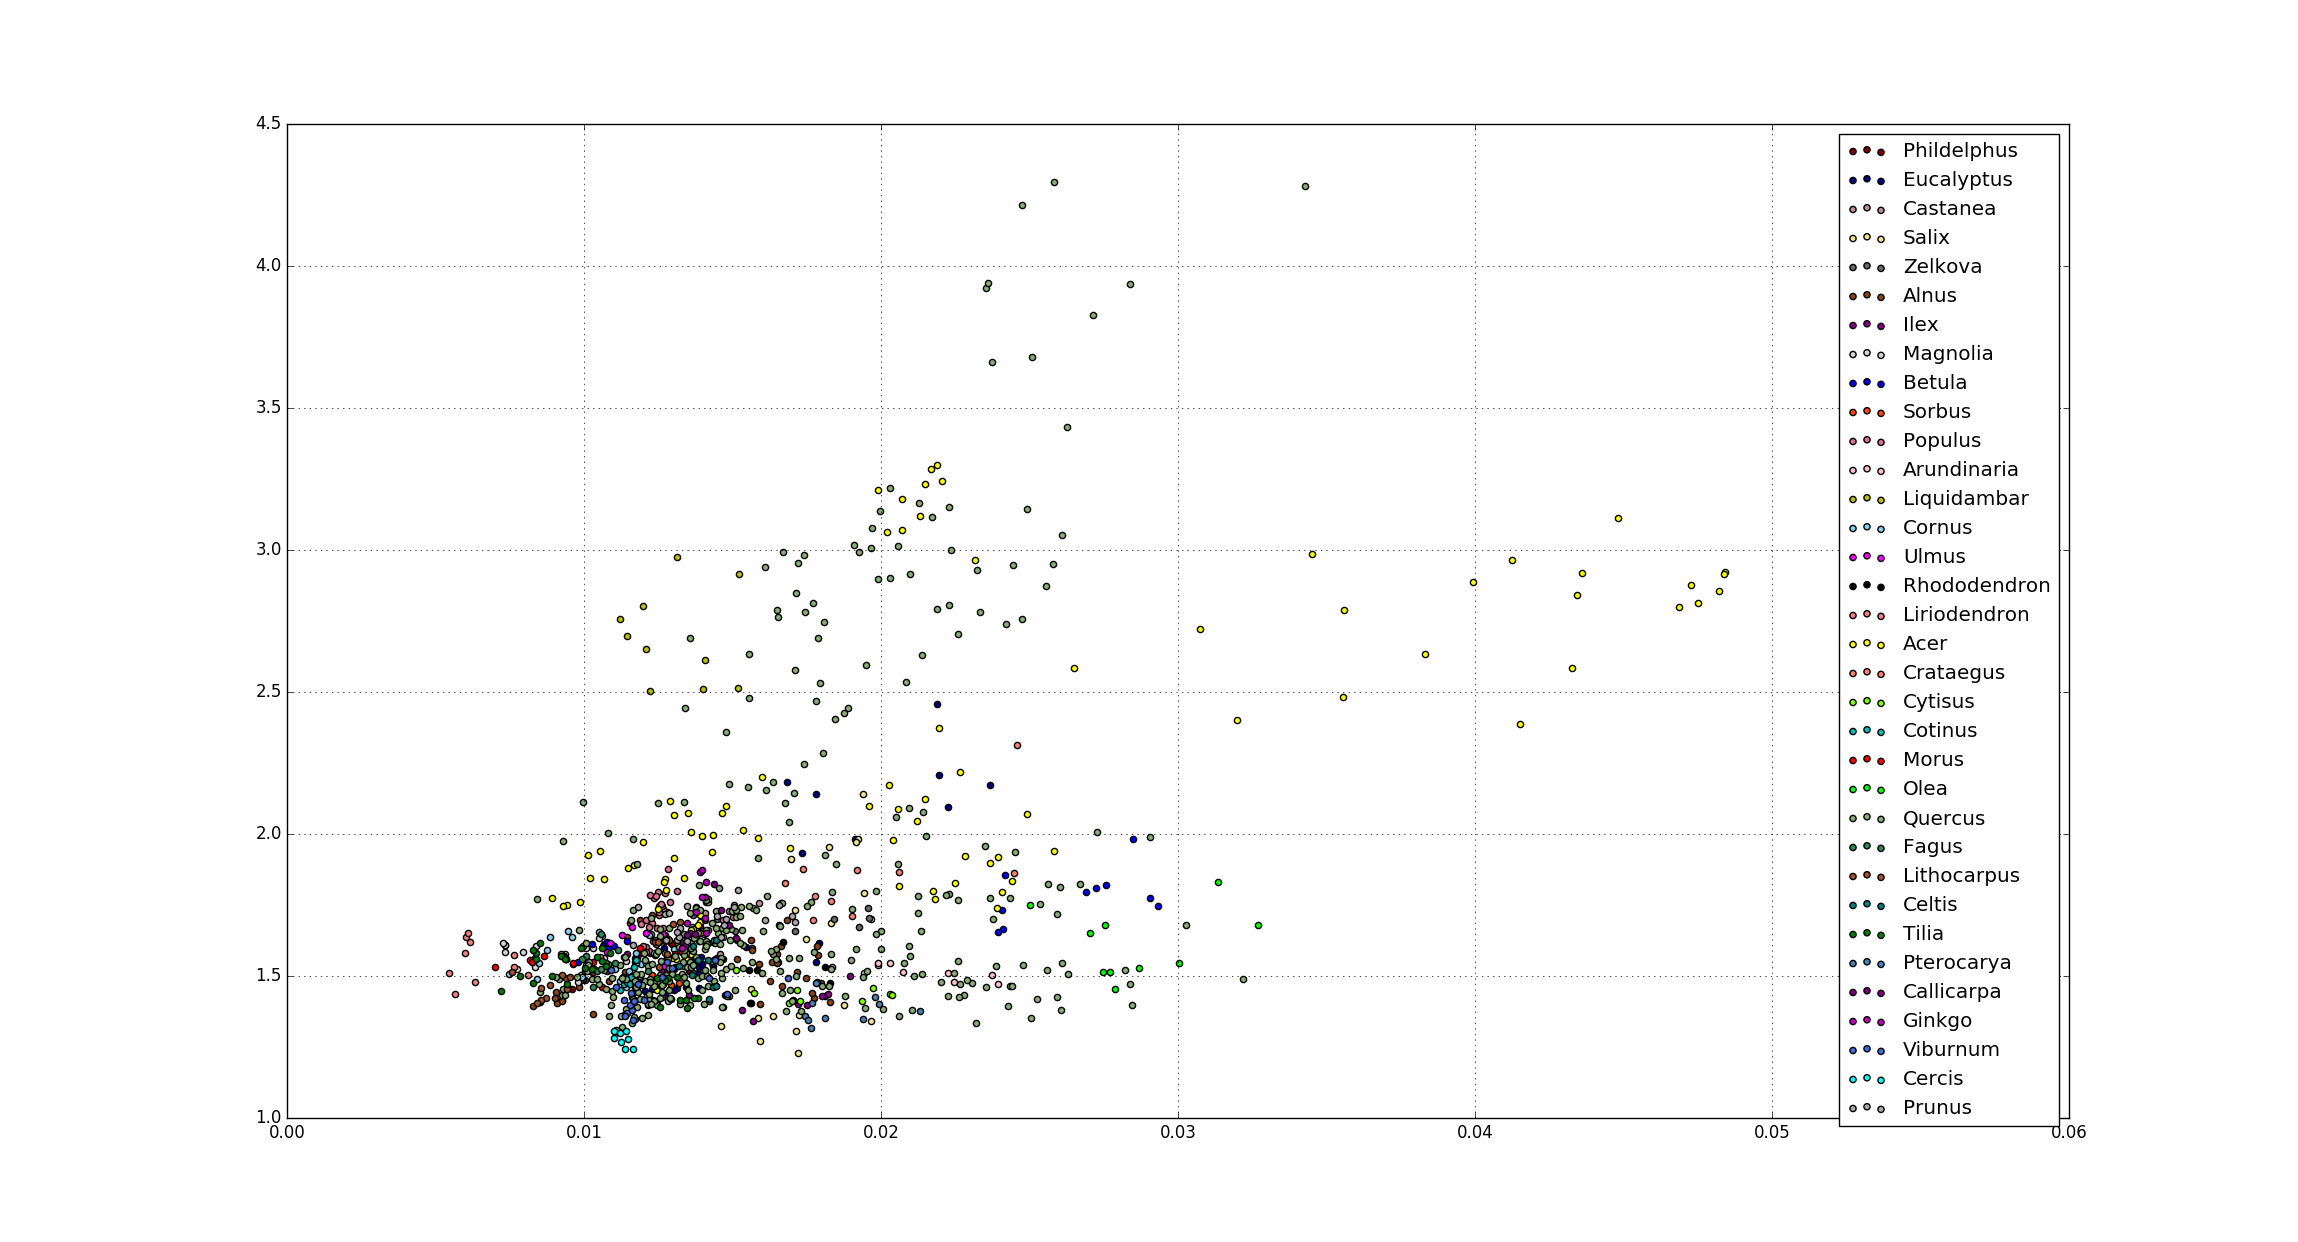 4.5
4.0
3.5
3.0
2.5
2.0
1.5
1.0
0.00 0.01 0.02 0.03 0.04 0.05 0.06
Phildelphus
Eucalyptus
Castanea
Salix
Zelkova
Alnus
Ilex
Magnolia
Betula
Sorbus
Populus
Arundinaria
Liquidambar
Cornus
Ulmus
Rhododendron
Liriodendron
Acer
Crataegus
Cytisus
Cotinus
Morus
Olea
Quercus
Fagus
Lithocarpus
Celtis
Tilia
Pterocarya
Callicarpa
Ginkgo
Viburnum
Cercis
Prunus